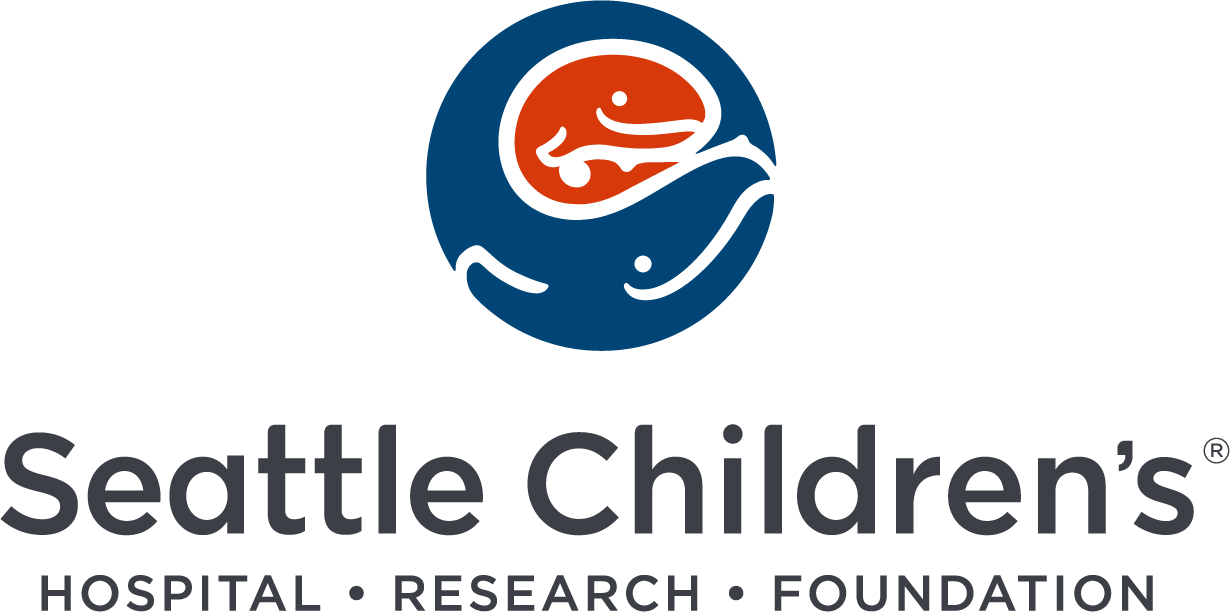 Seattle Children's®
HOSPITAL • RESEARCH • FOUNDATION